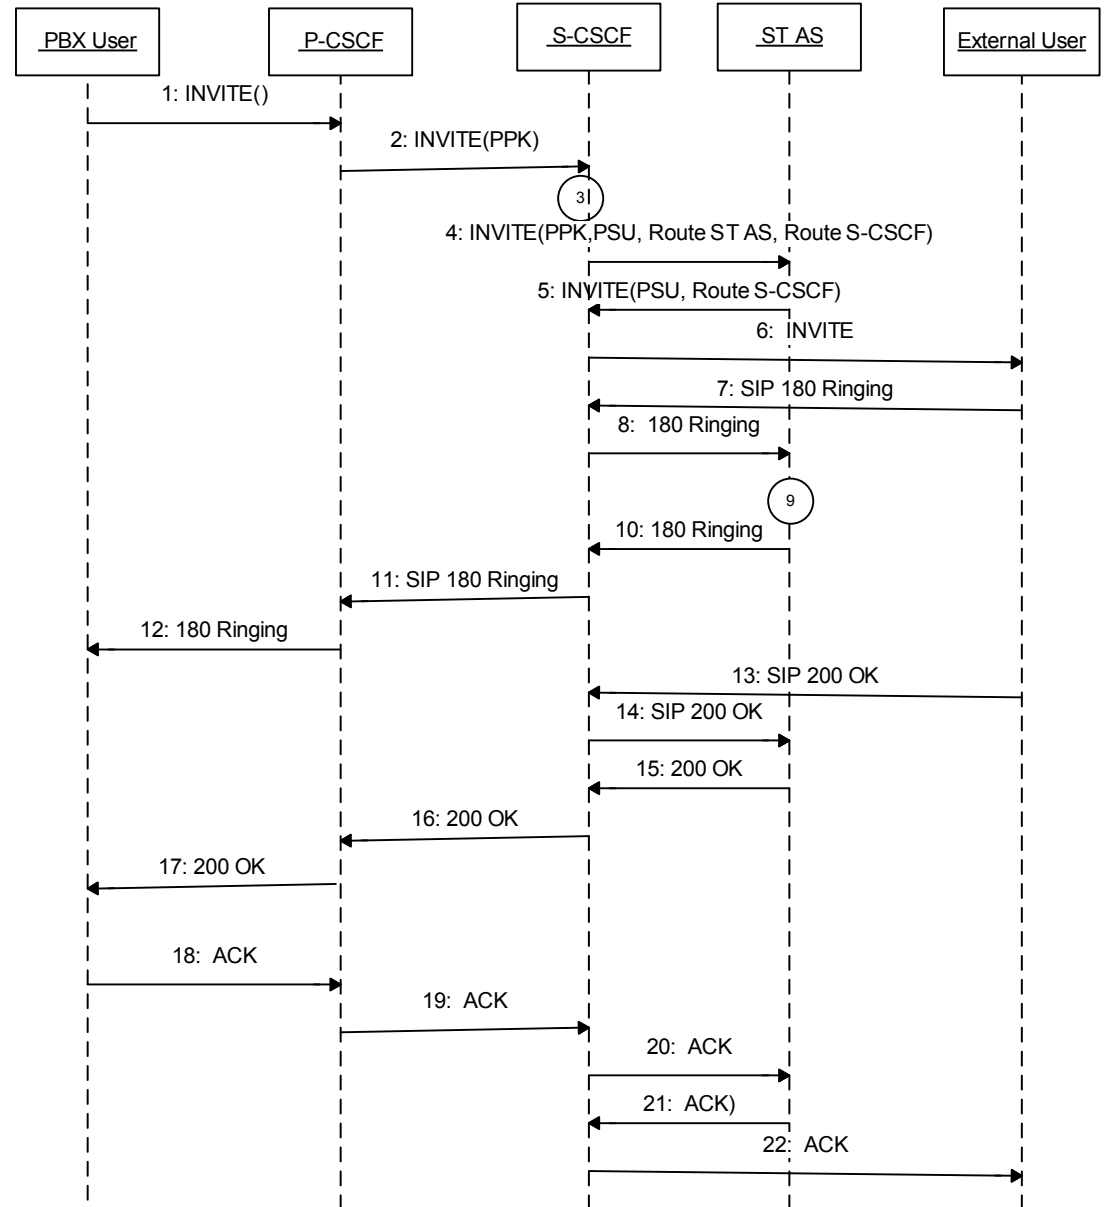 PBX User
P-CSCF
S-CSCF
ST AS
External User
1: INVITE()
2: INVITE(PPK)
3
4: INVITE(PPK,PSU, Route ST AS, Route S-CSCF)
5: INVITE(PSU, Route S-CSCF)
6: INVITE
7: SIP 180 Ringing
8: 180 Ringing
9
10: 180 Ringing
11: SIP 180 Ringing
12: 180 Ringing
13: SIP 200 OK
14: SIP 200 OK
15: 200 OK
16: 200 OK
17: 200 OK
18: ACK
19: ACK
20: ACK
21: ACK)
22: ACK